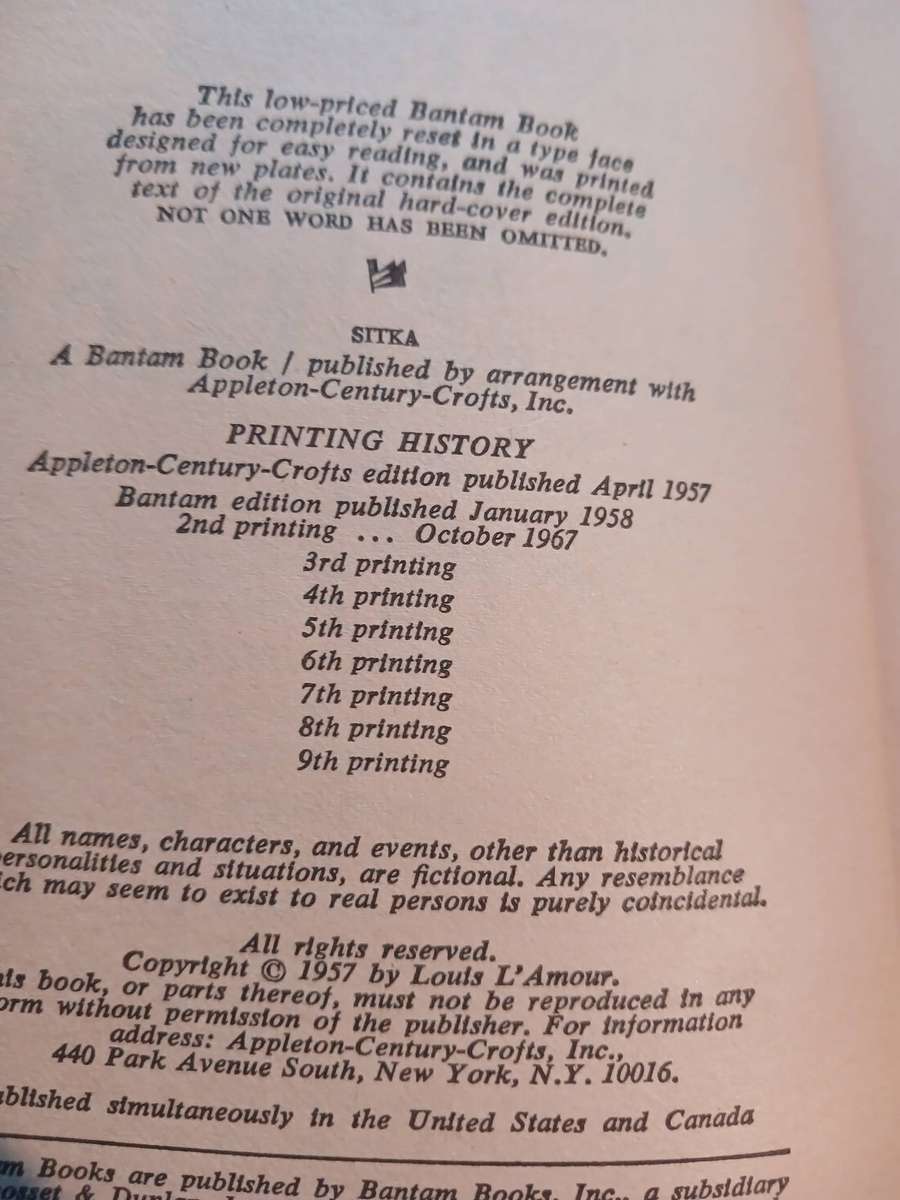 This low-priced Bantam Book
has been completely reset in a type face
designed for easy reading, and was printed
from new plates. It contains the complete
text of the original hard-cover edition.
NOT ONE WORD HAS BEEN OMITTED.
SITKA
A Bantam Book / published by arrangement with
Appleton-Century-Crofts, Inc.
PRINTING HISTORY
Appleton-Century-Crofts edition published April 1957
Bantam edition published January 1958
2nd printing ... October 1967
3rd printing
4th printing
5th printing
6th printing
7th printing
8th printing
9th printing
All names, characters, and events, other than historical
ersonalities and situations, are fictional. Any resemblance
ich may seem to exist to real persons is purely coincidental.
All rights reserved.
Copyright © 1957 by Louis L'Amour.
his book, or parts thereof, must not be reproduced in any
orm without permission of the publisher. For information
address: Appleton-Century-Crofts, Inc.,
440 Park Avenue South, New York, N.Y. 10016.
ublished simultaneously in the United States and Canada
am Books are published by Bantam Books, Inc., a subsidiary
osset & Dunlap